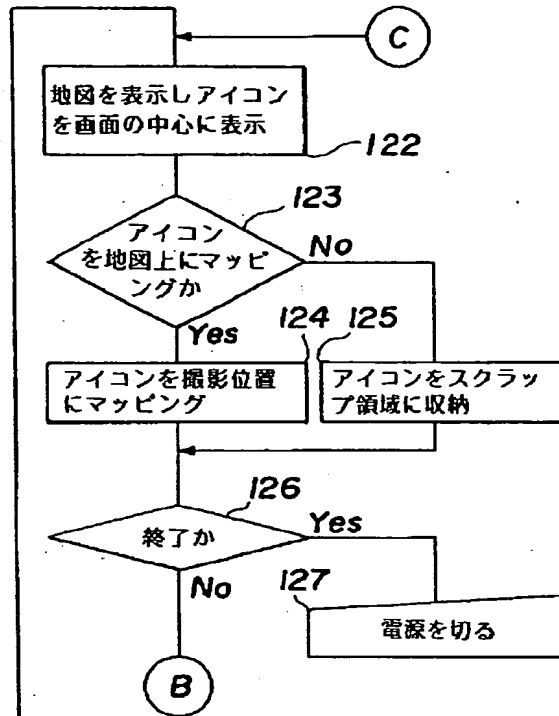 C
地図を表示しアイコン
を画面の中心に表示
122
123
アイコン
を地図上にマッピ
ングか
No
Yes
124
125
アイコンを撮影位置
にマッピング
アイコンをスクラッ
プ領域に収納
126
終了か
Yes
No
127
電源を切る
B